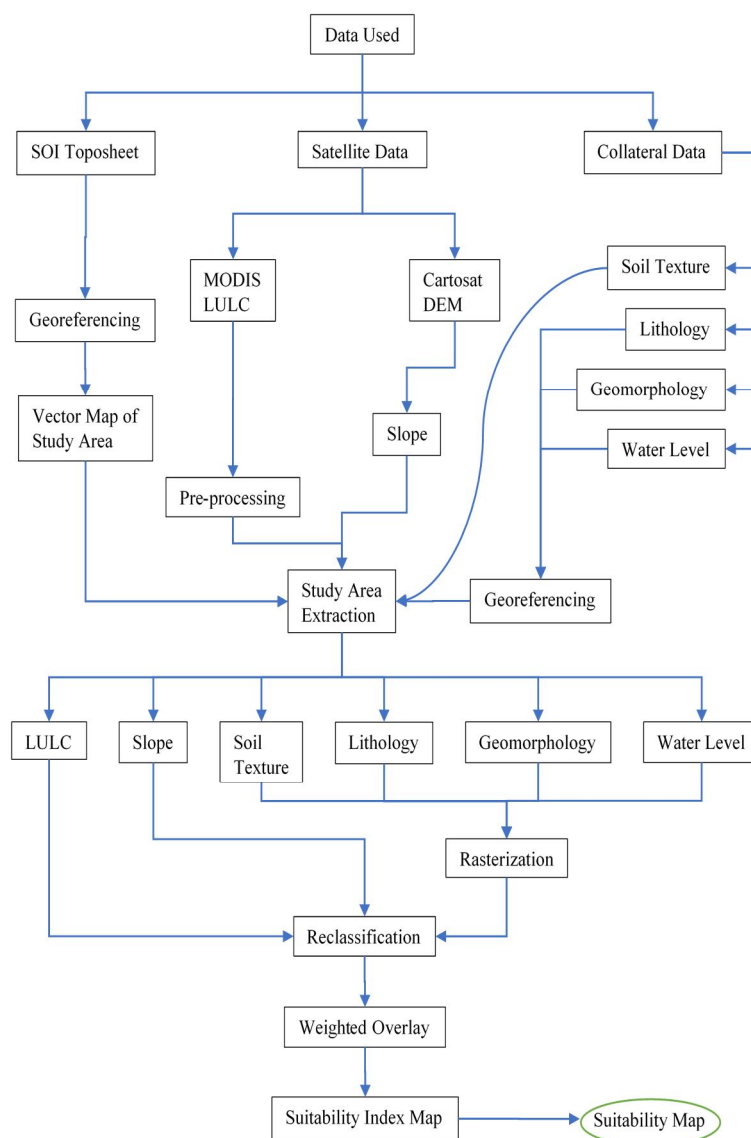 Data Used
SOI Toposheet
Satellite Data
Collateral Data
MODIS
LULC
Cartosat
DEM
Soil Texture
Lithology
Georeferencing
Geomorphology
Vector Map of
Study Area
Slope
Water Level
Pre-processing
Study Area
Extraction
Georeferencing
LULC
Slope
Soil
Texture
Lithology
Geomorphology
Water Level
Rasterization
Reclassification
Weighted Overlay
Suitability Index Map
Suitability Map